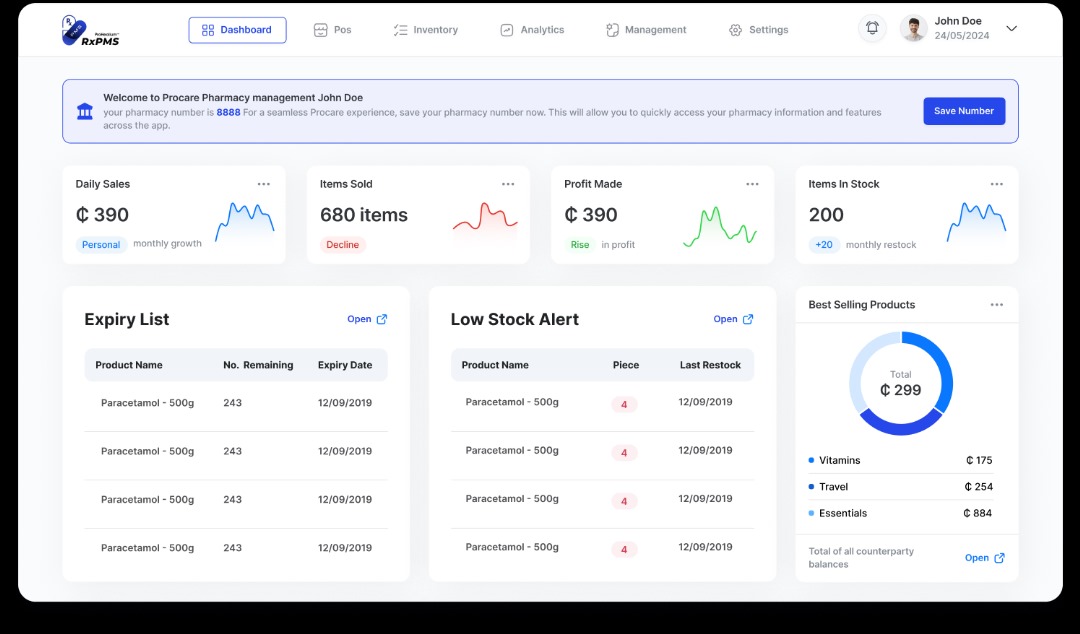 RxPMS
Dashboard
Pos
Inventory
Analytics
Management
Settings
John Doe
24/05/2024
Welcome to Procare Pharmacy management John Doe
your pharmacy number is 8888 For a seamless Procare experience, save your pharmacy number now. This will allow you to quickly access your pharmacy information and features
across the app.
Save Number
Daily Sales
₵ 390
Personal monthly growth
Items Sold
680 items
Decline
Profit Made
₵ 390
Rise in profit
Items In Stock
200
+20 monthly restock
Expiry List
Open
Product Name No. Remaining Expiry Date
Paracetamol - 500g 243 12/09/2019
Paracetamol - 500g 243 12/09/2019
Paracetamol - 500g 243 12/09/2019
Paracetamol - 500g 243 12/09/2019
Low Stock Alert
Open
Product Name Piece Last Restock
Paracetamol - 500g 4 12/09/2019
Paracetamol - 500g 4 12/09/2019
Paracetamol - 500g 4 12/09/2019
Paracetamol - 500g 4 12/09/2019
Best Selling Products
Total
₵ 299
Vitamins ₵ 175
Travel ₵ 254
Essentials ₵ 884
Total of all counterparty
balances
Open